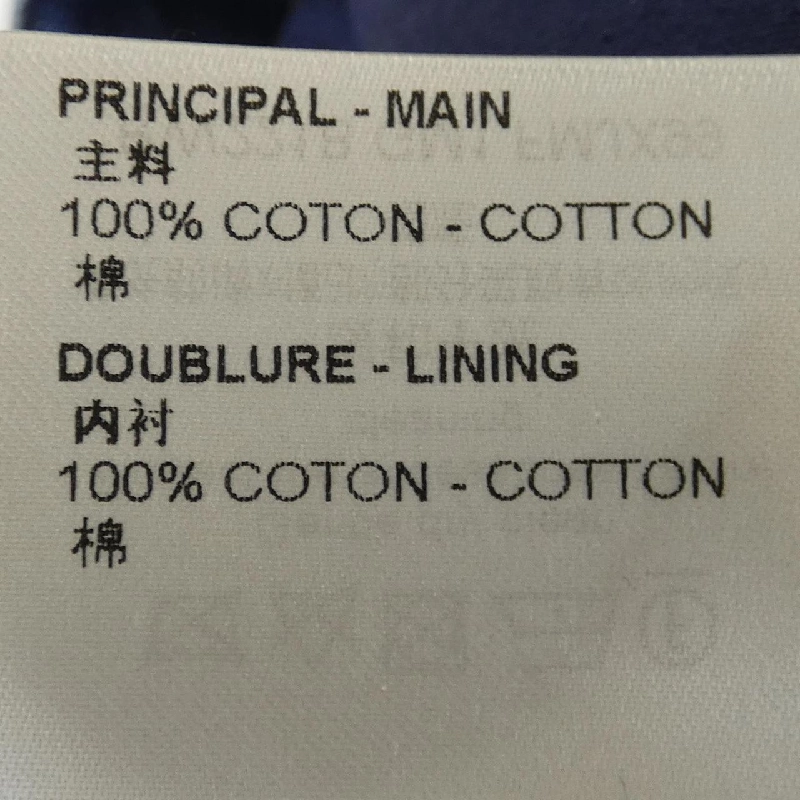 PRINCIPAL - MAIN
主料
100% COTON - COTTON
棉
DOUBLURE - LINING
内衬
100% COTON - COTTON
棉